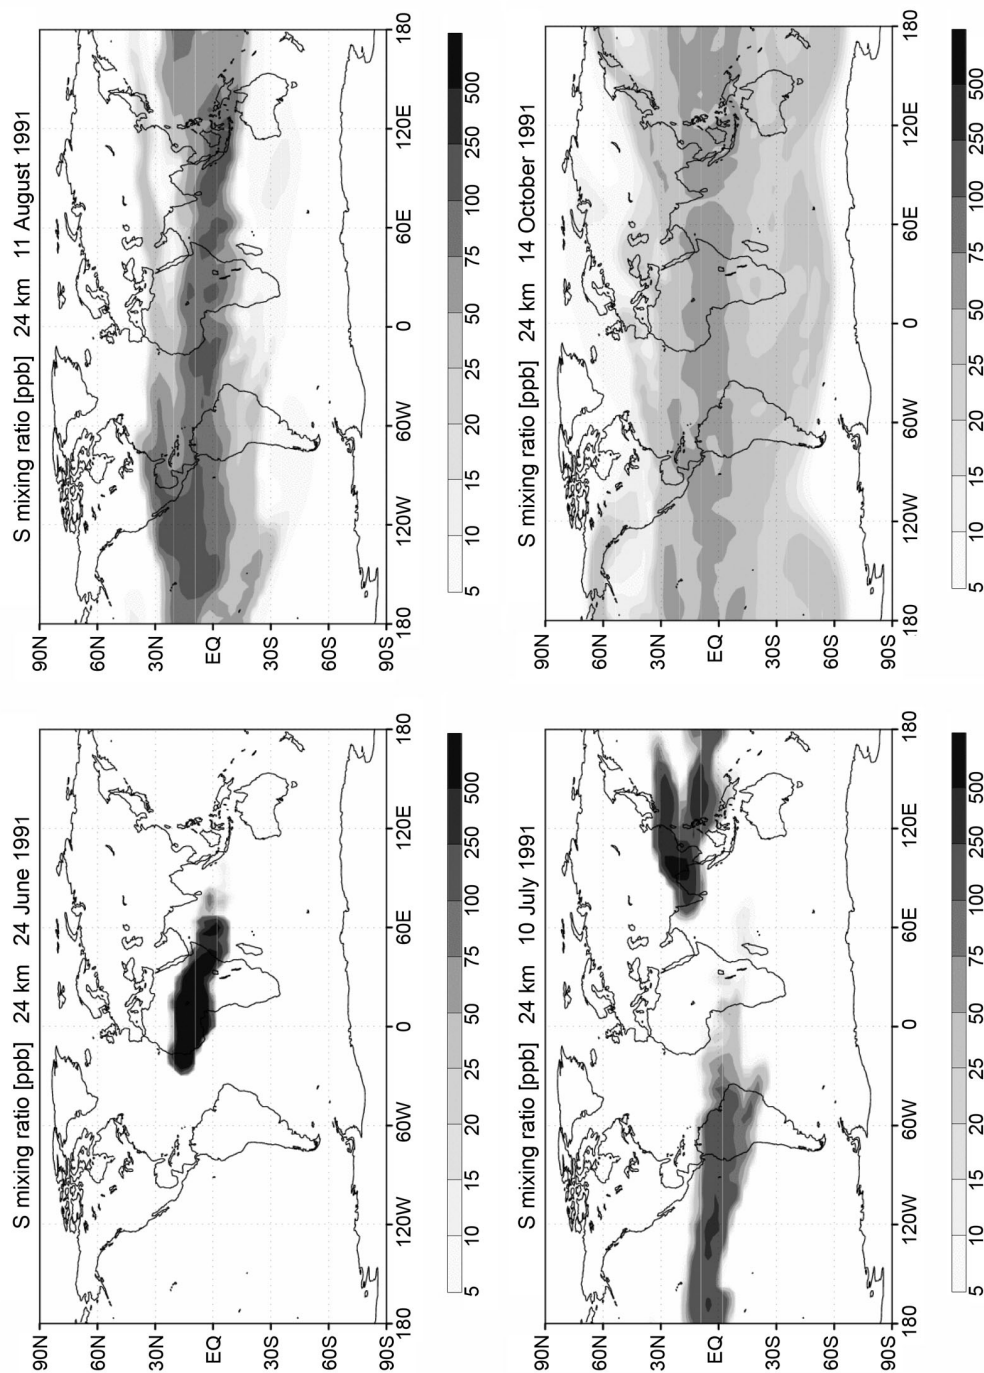 S mixing ratio [ppb] 24 km 24 June 1991
90N
60N
30N
EQ
30S
60S
90S
180 120W 60W 0 60E 120E 180
5 10 15 20 25 50 75 100 250 500
S mixing ratio [ppb] 24 km 11 August 1991
90N
60N
30N
EQ
30S
60S
90S
180 120W 60W 0 60E 120E 180
5 10 15 20 25 50 75 100 250 500
S mixing ratio [ppb] 24 km 10 July 1991
90N
60N
30N
EQ
30S
60S
90S
180 120W 60W 0 60E 120E 180
5 10 15 20 25 50 75 100 250 500
S mixing ratio [ppb] 24 km 14 October 1991
90N
60N
30N
EQ
30S
60S
90S
180 120W 60W 0 60E 120E 180
5 10 15 20 25 50 75 100 250 500